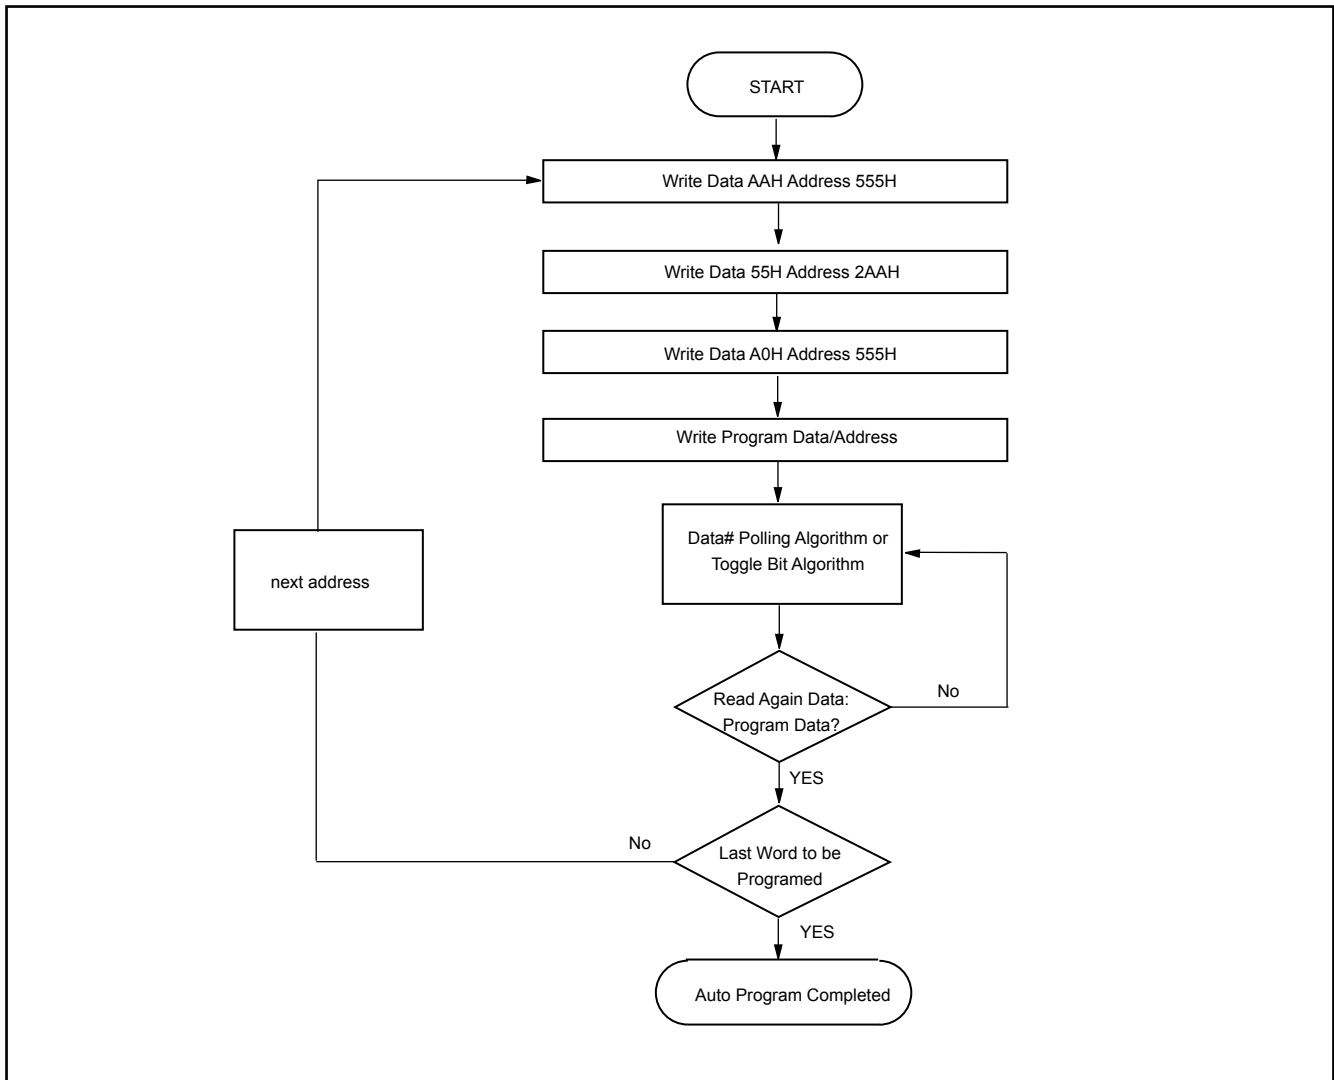 START
Write Data AAH Address 555H
Write Data 55H Address 2AAH
Write Data A0H Address 555H
Write Program Data/Address
Data# Polling Algorithm or
Toggle Bit Algorithm
next address
Read Again Data:
Program Data?
No
YES
No
Last Word to be
Programed
YES
Auto Program Completed